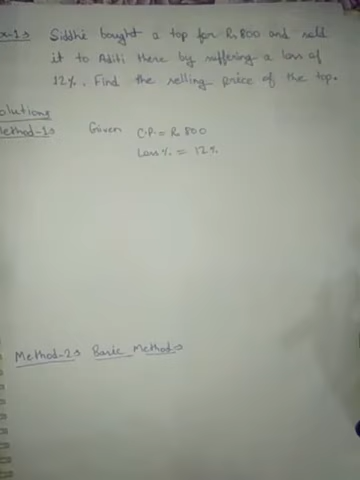 Ex-1:) Siddhi bought a top for Rs.800 and sold
it to Aditi there by suffering a loss of
12%. Find the selling price of the top.
Solution:
Method-1:) Given C.P. = Rs 800
Loss % = 12%
Method-2:) Basic Method:)